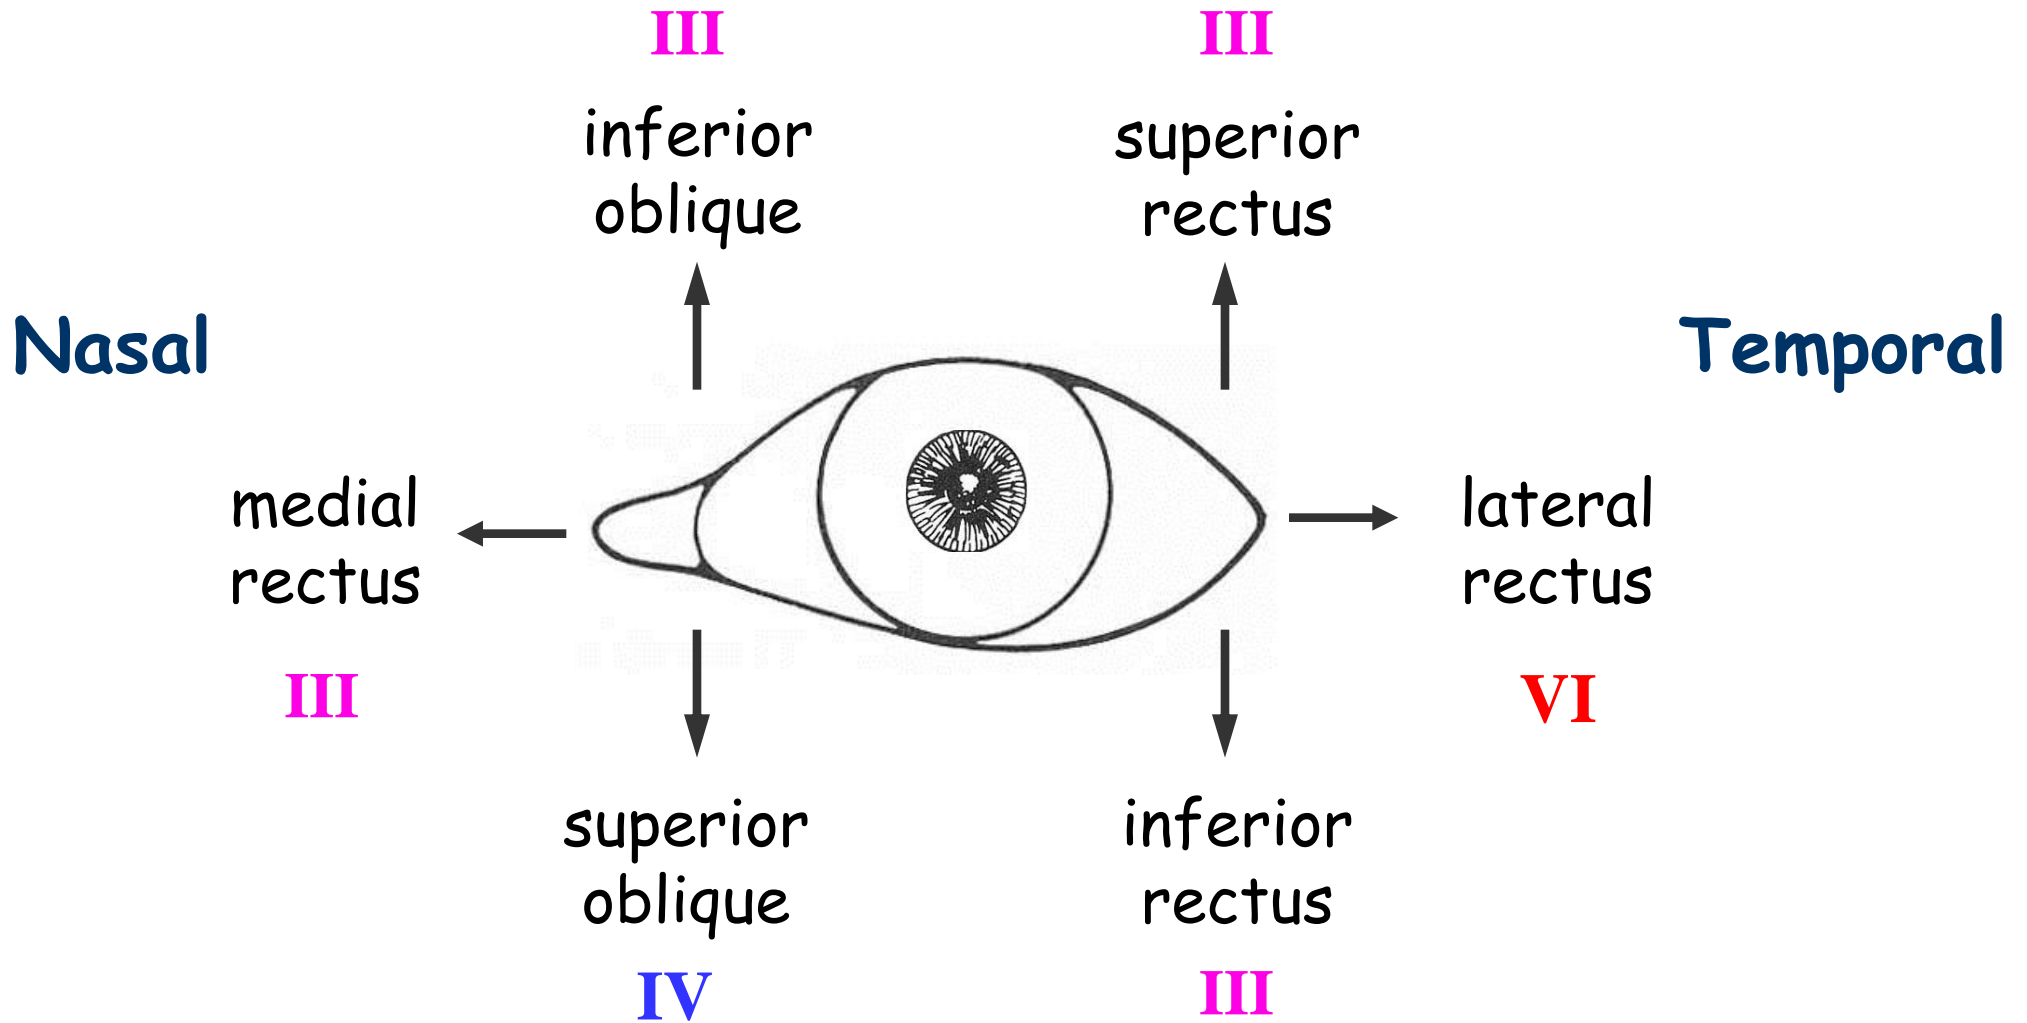 III
III
inferior
oblique
superior
rectus
Nasal
Temporal
medial
rectus
lateral
rectus
III
VI
superior
oblique
inferior
rectus
IV
III